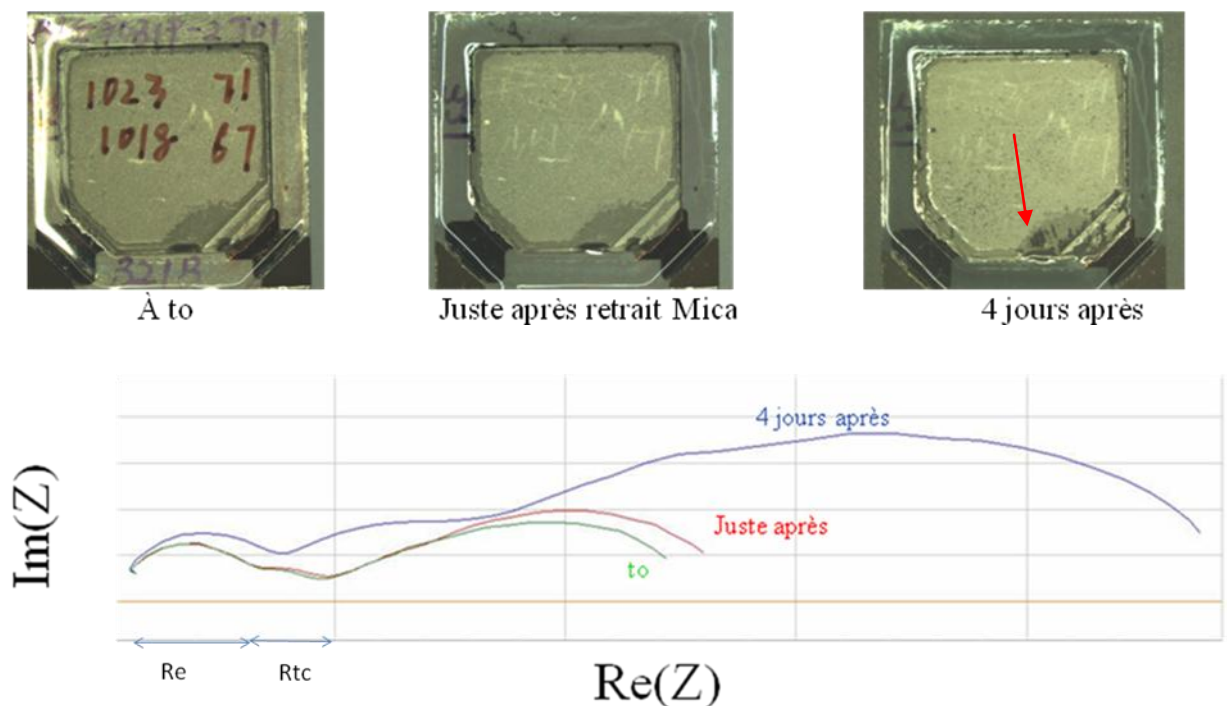 1023 71
1018 67
321B
À to
Juste après retrait Mica
4 jours après
4 jours après
Juste après
to
Im(Z)
Re
Rtc
Re(Z)